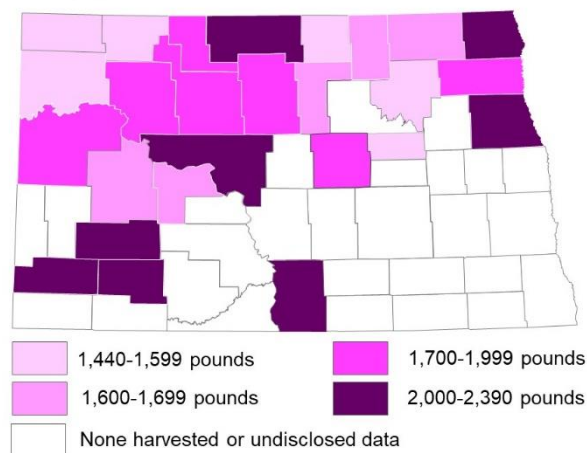 1,440-1,599 pounds
1,700-1,999 pounds
1,600-1,699 pounds
2,000-2,390 pounds
None harvested or undisclosed data